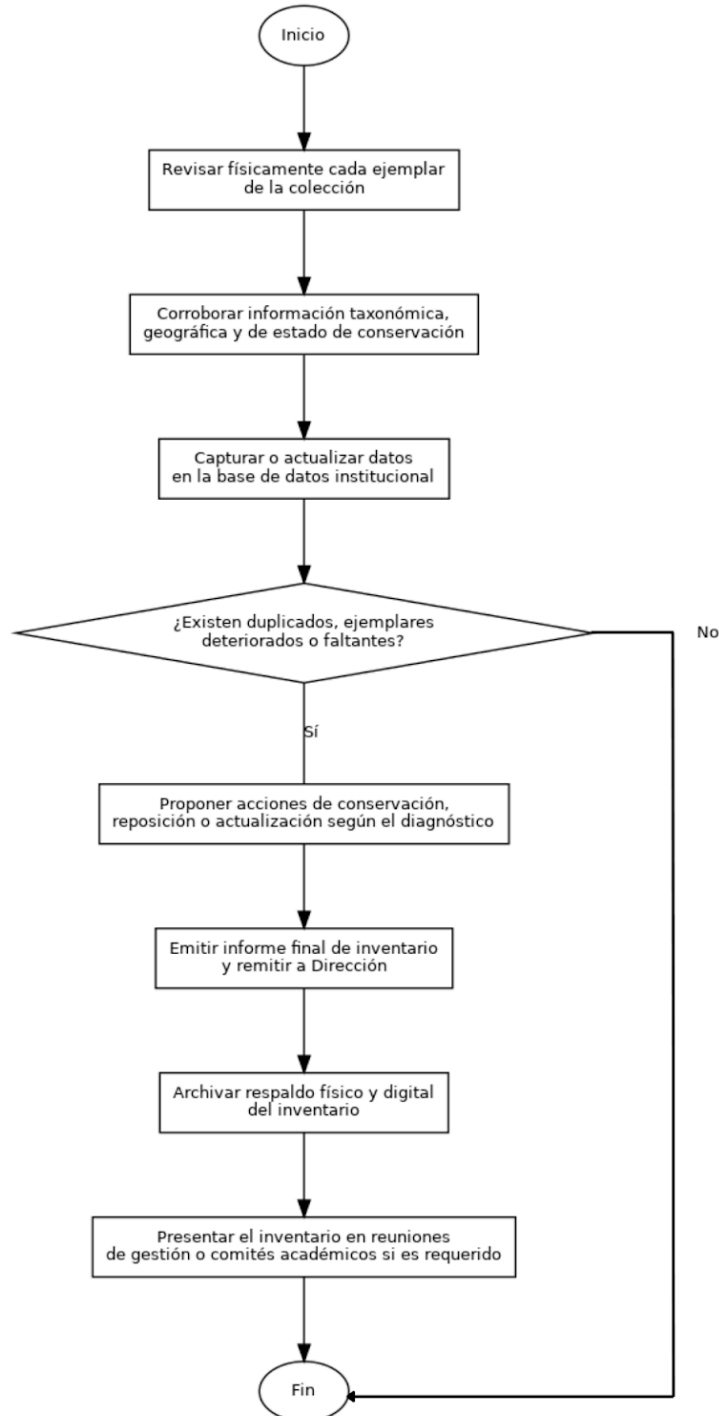 Inicio
Revisar físicamente cada ejemplar
de la colección
Corroborar información taxonómica,
geográfica y de estado de conservación
Capturar o actualizar datos
en la base de datos institucional
¿Existen duplicados, ejemplares
deteriorados o faltantes?
No
Sí
Proponer acciones de conservación,
reposición o actualización según el diagnóstico
Emitir informe final de inventario
y remitir a Dirección
Archivar respaldo físico y digital
del inventario
Presentar el inventario en reuniones
de gestión o comités académicos si es requerido
Fin